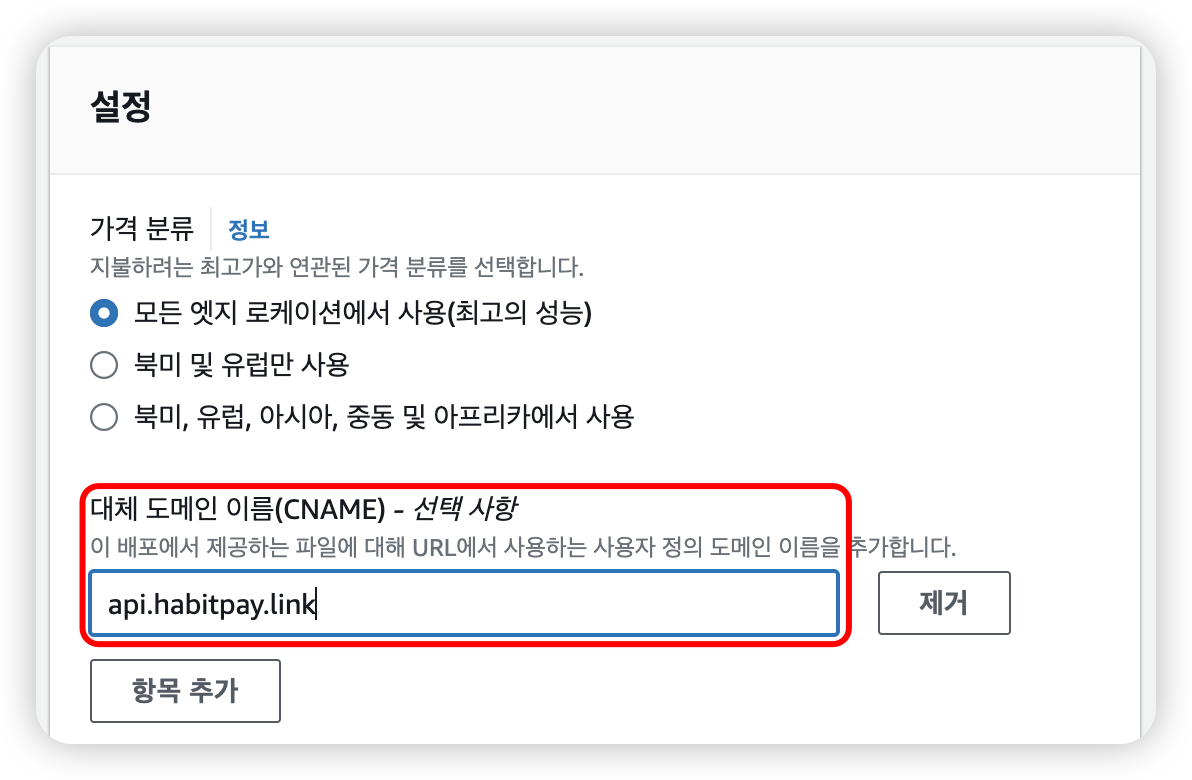 설정
가격 분류 정보
지불하려는 최고가와 연관된 가격 분류를 선택합니다.
모든 엣지 로케이션에서 사용(최고의 성능)
북미 및 유럽만 사용
북미, 유럽, 아시아, 중동 및 아프리카에서 사용
대체 도메인 이름(CNAME) - 선택 사항
이 배포에서 제공하는 파일에 대해 URL에서 사용하는 사용자 정의 도메인 이름을 추가합니다.
api.habitpay.link 제거
항목 추가